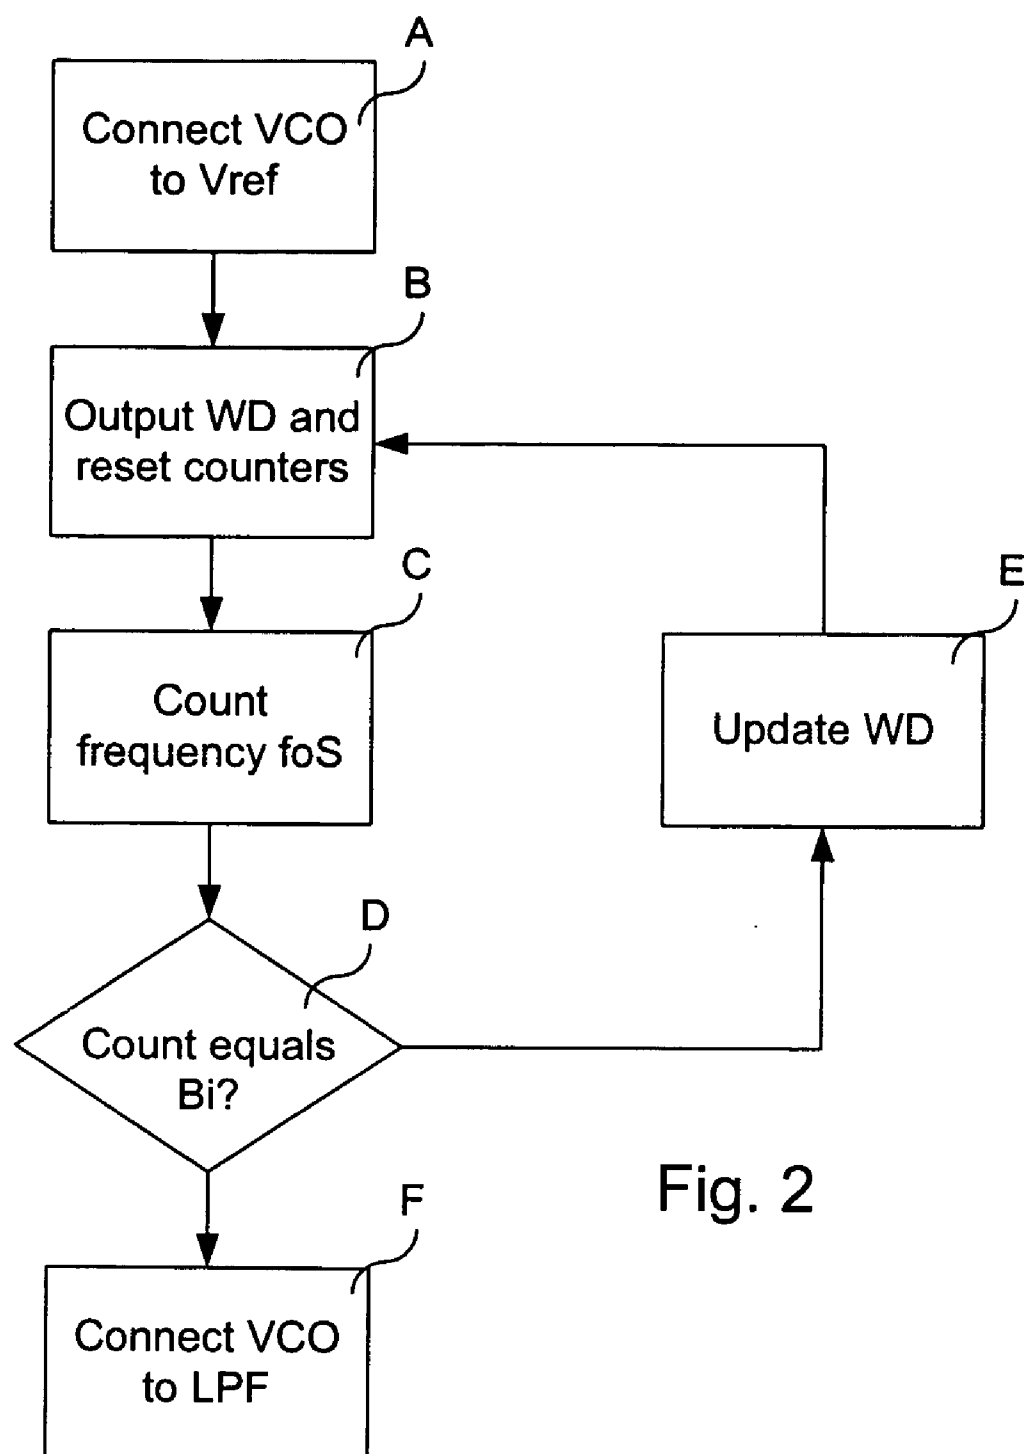 A
Connect VCO
to Vref
B
Output WD and
reset counters
C
Count
frequency foS
E
Update WD
D
Count equals
Bi?
Fig. 2
F
Connect VCO
to LPF